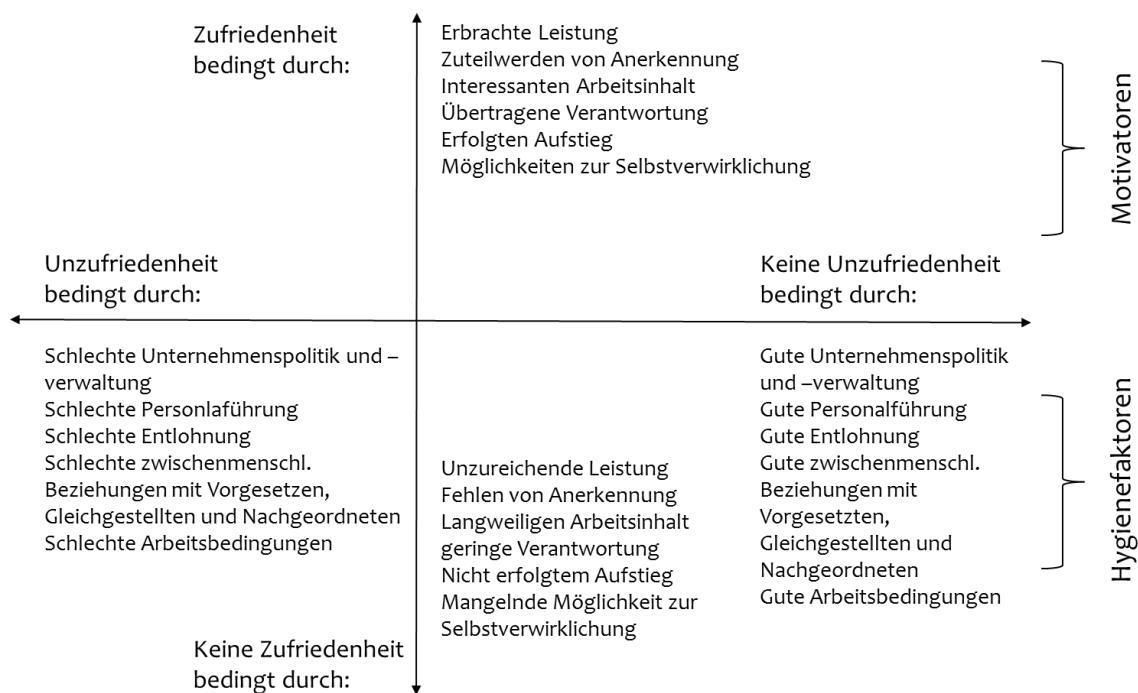 Zufriedenheit
bedingt durch:
Erbrachte Leistung
Zuteilwerden von Anerkennung
Interessanten Arbeitsinhalt
Übertragene Verantwortung
Erfolgten Aufstieg
Möglichkeiten zur Selbstverwirklichung
Motivatoren
Unzufriedenheit
bedingt durch:
Keine Unzufriedenheit
bedingt durch:
Schlechte Unternehmenspolitik und –
verwaltung
Schlechte Personlaführung
Schlechte Entlohnung
Schlechte zwischenmenschl.
Beziehungen mit Vorgesetzen,
Gleichgestellten und Nachgeordneten
Schlechte Arbeitsbedingungen
Unzureichende Leistung
Fehlen von Anerkennung
Langweiligen Arbeitsinhalt
geringe Verantwortung
Nicht erfolgtem Aufstieg
Mangelnde Möglichkeit zur
Selbstverwirklichung
Gute Unternehmenspolitik
und –verwaltung
Gute Personalführung
Gute Entlohnung
Gute zwischenmenschl.
Beziehungen mit
Vorgesetzten,
Gleichgestellten und
Nachgeordneten
Gute Arbeitsbedingungen
Hygienefaktoren
Keine Zufriedenheit
bedingt durch: